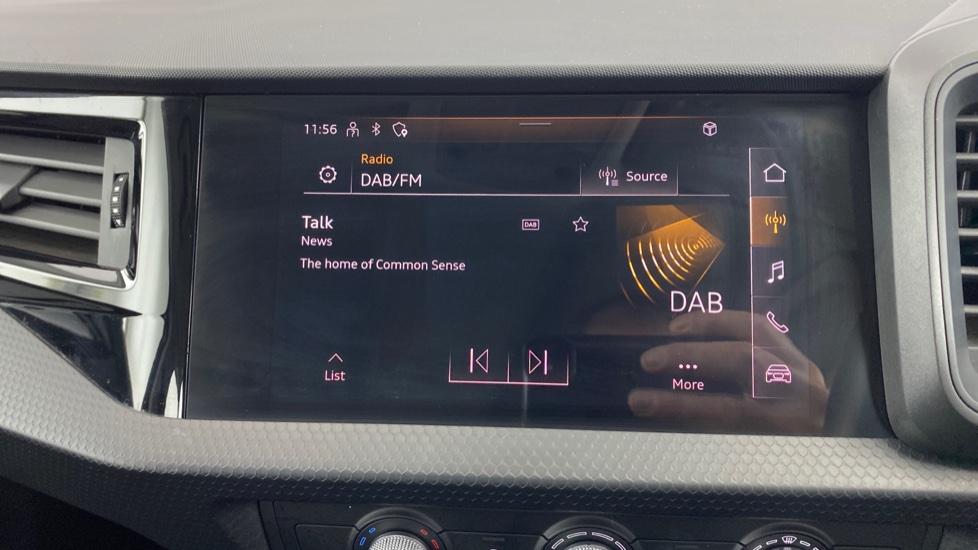 11:56
Radio
DAB/FM
Source
Talk
DAB
News
The home of Common Sense
DAB
List
More